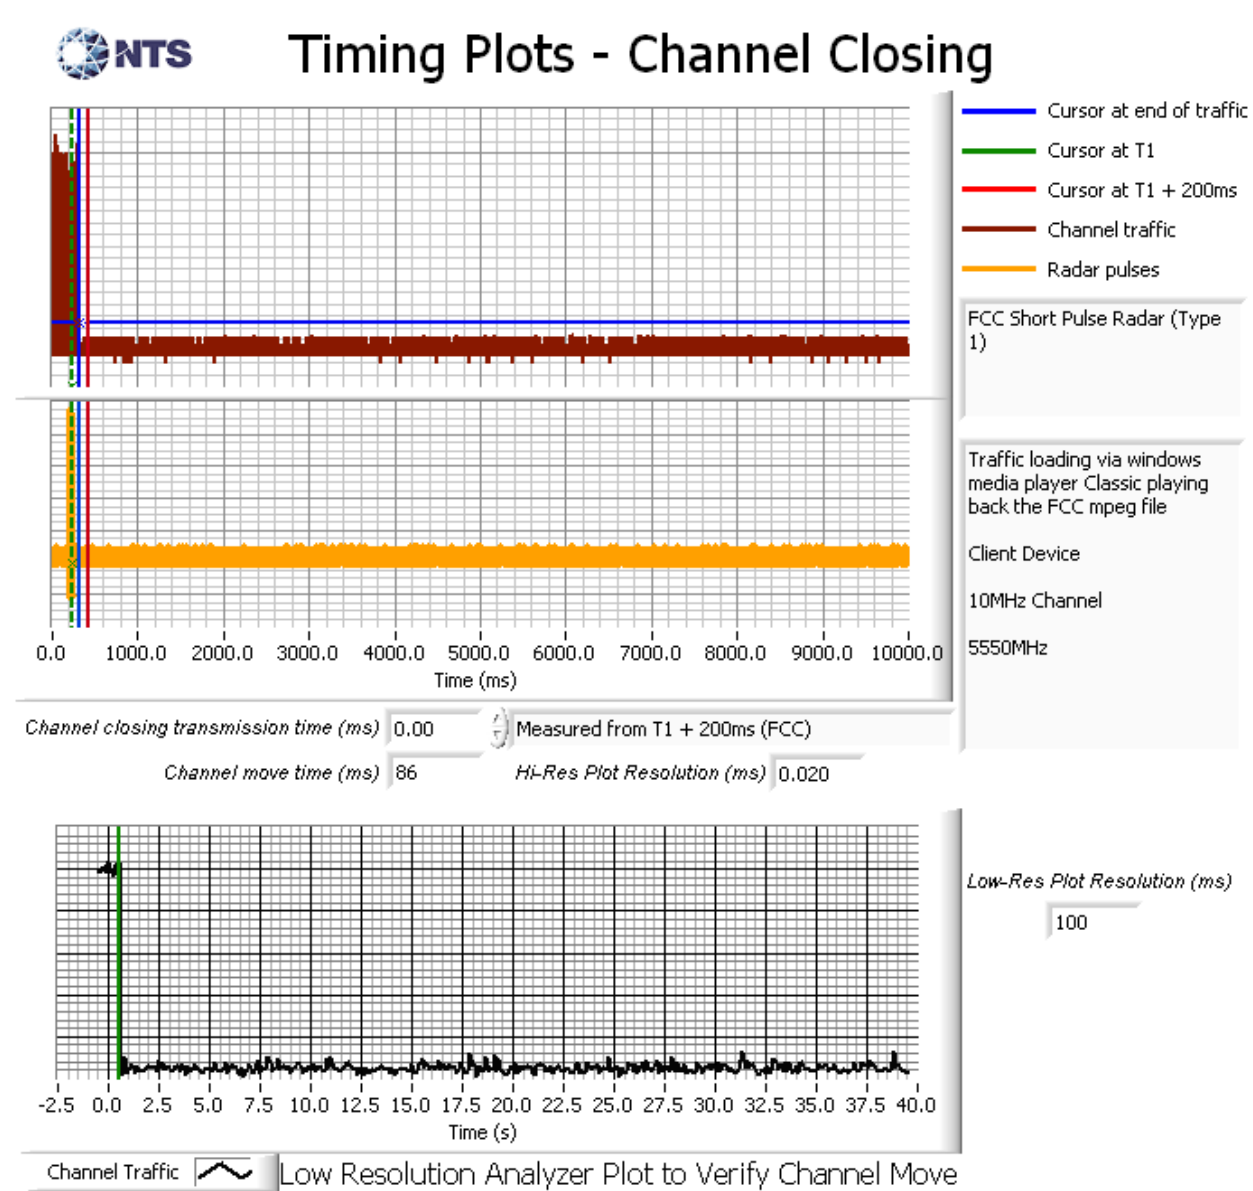 NTS
Timing Plots - Channel Closing
Cursor at end of traffic
Cursor at T1
Cursor at T1 + 200ms
Channel traffic
Radar pulses
FCC Short Pulse Radar (Type
1)
Traffic loading via windows
media player Classic playing
back the FCC mpeg file
Client Device
10MHz Channel
5550MHz
0.0 1000.0 2000.0 3000.0 4000.0 5000.0 6000.0 7000.0 8000.0 9000.0 10000.0
Time (ms)
Channel closing transmission time (ms) 0.00 Measured from T1 + 200ms (FCC)
Channel move time (ms) 86 Hi-Res Plot Resolution (ms) 0.020
Low-Res Plot Resolution (ms)
100
-2.5 0.0 2.5 5.0 7.5 10.0 12.5 15.0 17.5 20.0 22.5 25.0 27.5 30.0 32.5 35.0 37.5 40.0
Time (s)
Channel Traffic Low Resolution Analyzer Plot to Verify Channel Move